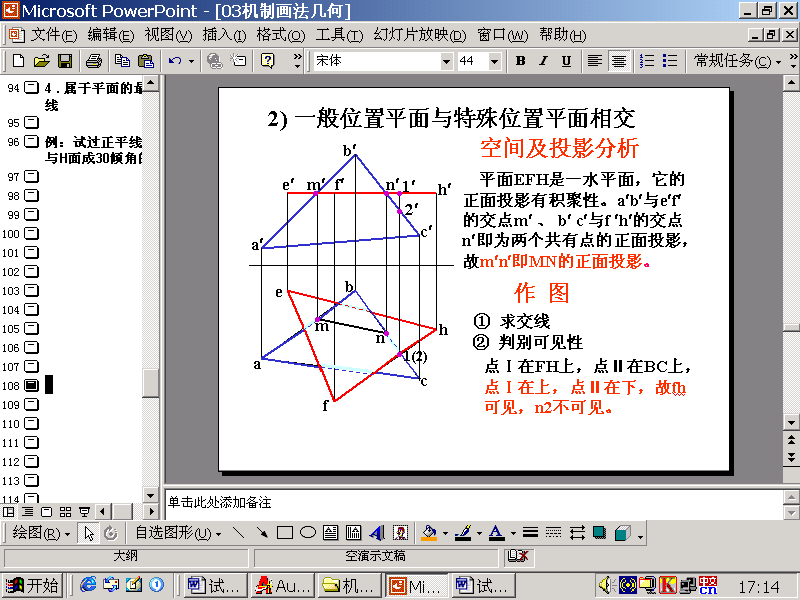 Microsoft PowerPoint - [03机制画法几何]
文件(F) 编辑(E) 视图(V) 插入(I) 格式(O) 工具(T) 幻灯片放映(D) 窗口(W) 帮助(H)
宋体 44 B I U 常规任务(C)
94 4．属于平面的最
线
95
96 例：试过正平线
与H面成30倾角的
97
98
99
100
101
102
103
104
105
106
107
108
109
110
111
112
113
114
2) 一般位置平面与特殊位置平面相交
空间及投影分析
平面EFH是一水平面，它的
正面投影有积聚性。a′b′与e′f′
的交点m′ 、 b′ c′与f ′h′的交点
n′即为两个共有点的正面投影，
故m′n′即MN的正面投影。
作 图
① 求交线
② 判别可见性
点Ⅰ在FH上，点Ⅱ在BC上，
点Ⅰ在上，点Ⅱ在下，故fh
可见，n2不可见。
b′
e′ m′ f′ n′ 1′ h′
2′
c′
a′
e b
m n h
1(2)
a
c
f
单击此处添加备注
绘图(R) 自选图形(U)
大纲 空演示文稿
开始 试... Au... 机... Mi... 试... 17:14